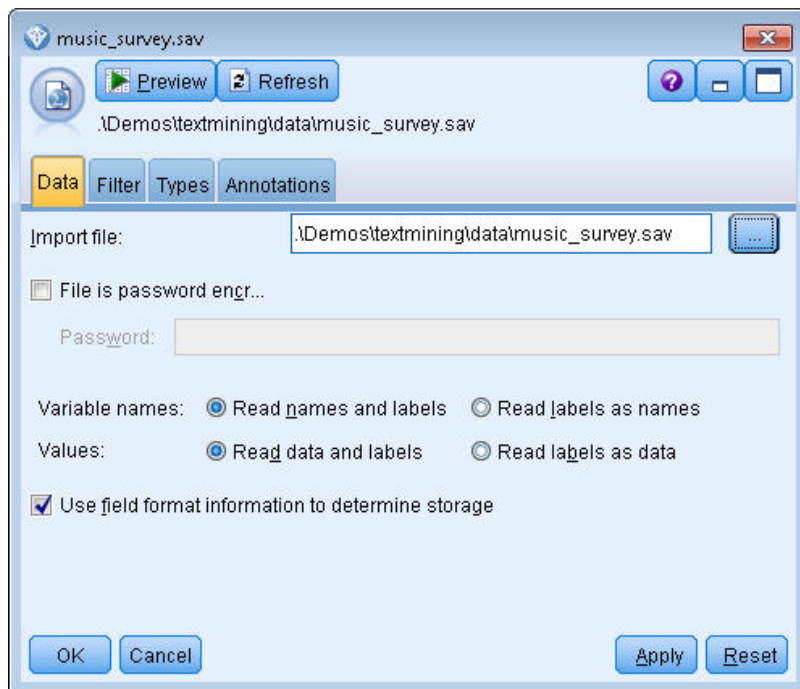 music_survey.sav
Preview Refresh
.\Demos\textmining\data\music_survey.sav
Data Filter Types Annotations
Import file: .\Demos\textmining\data\music_survey.sav ...
File is password encr...
Password:
Variable names: Read names and labels Read labels as names
Values: Read data and labels Read labels as data
Use field format information to determine storage
OK Cancel Apply Reset